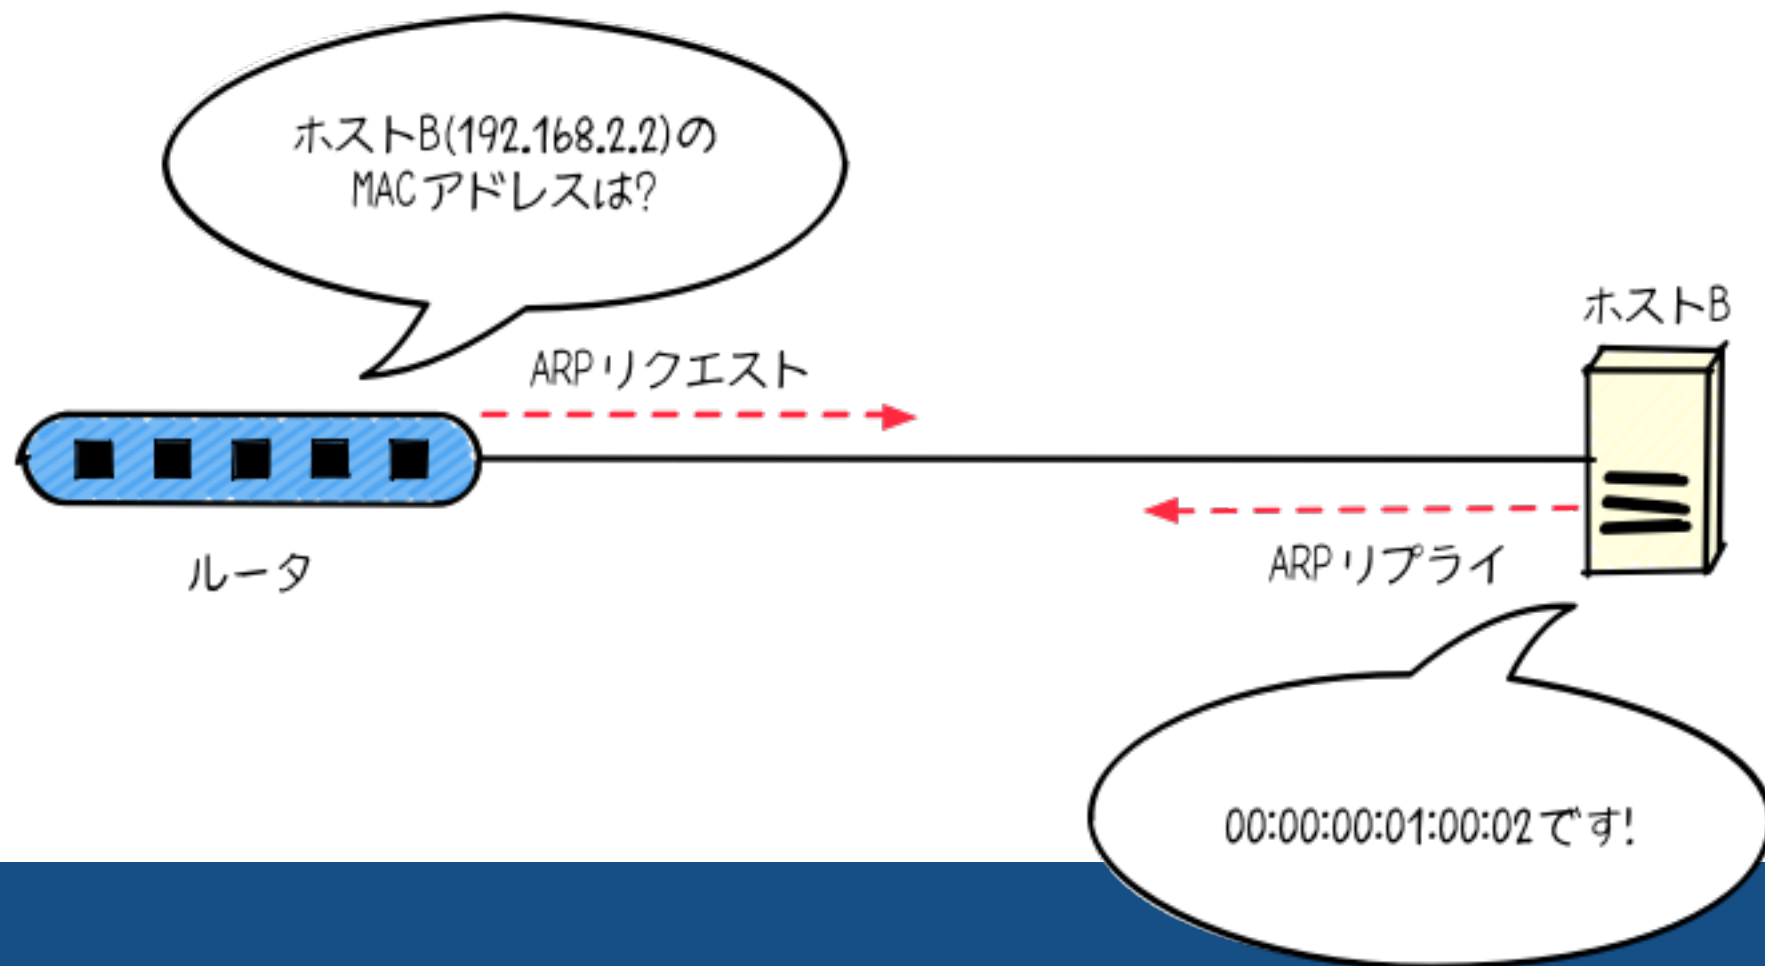 ホストB(192.168.2.2)の
MACアドレスは?
ホストB
ARPリクエスト
ARPリプライ
ルータ
00:00:00:01:00:02です!